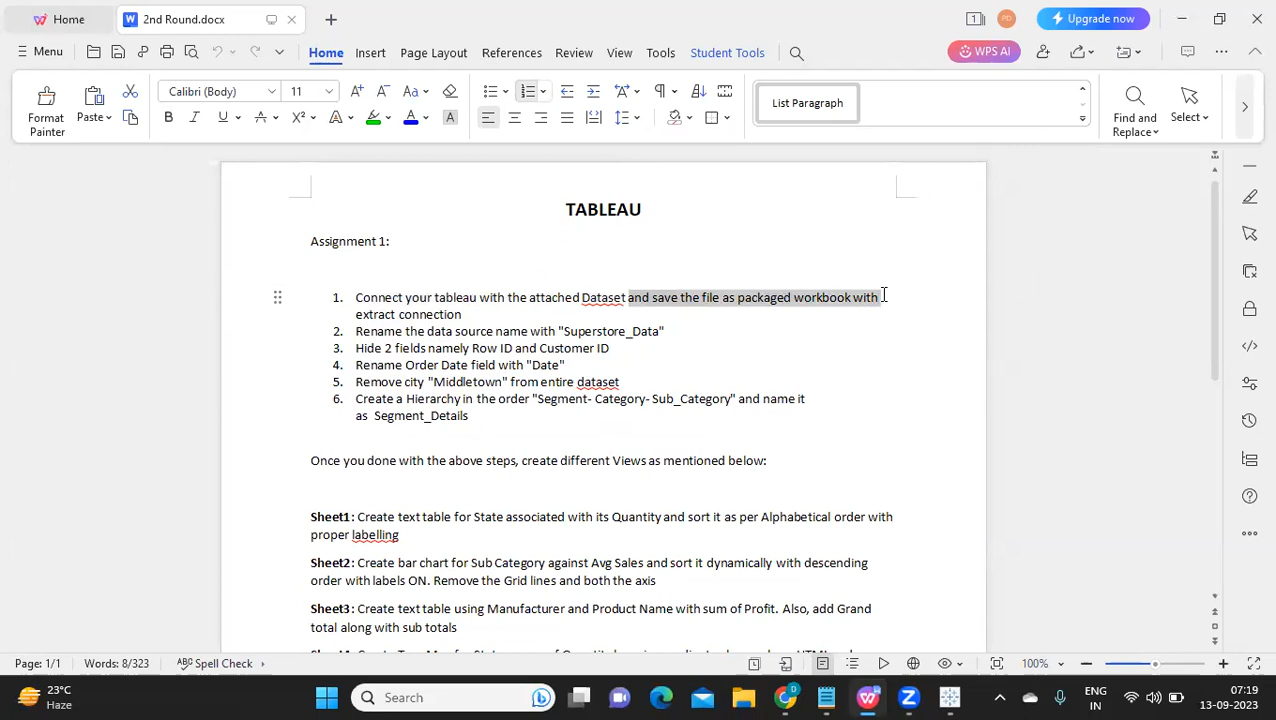 Home
2nd Round.docx
1
PD
Upgrade now
Menu
Home Insert Page Layout References Review View Tools Student Tools
WPS AI
Format Painter
Paste
Calibri (Body) 11
List Paragraph
Find and Replace
Select
TABLEAU
Assignment 1:
1. Connect your tableau with the attached Dataset and save the file as packaged workbook with
extract connection
2. Rename the data source name with "Superstore_Data"
3. Hide 2 fields namely Row ID and Customer ID
4. Rename Order Date field with "Date"
5. Remove city "Middletown" from entire dataset
6. Create a Hierarchy in the order "Segment- Category- Sub_Category" and name it
as Segment_Details
Once you done with the above steps, create different Views as mentioned below:
Sheet1: Create text table for State associated with its Quantity and sort it as per Alphabetical order with
proper labelling
Sheet2: Create bar chart for Sub Category against Avg Sales and sort it dynamically with descending
order with labels ON. Remove the Grid lines and both the axis
Sheet3: Create text table using Manufacturer and Product Name with sum of Profit. Also, add Grand
total along with sub totals
Page: 1/1 Words: 8/323 Spell Check 100%
23°C
Haze
Search
ENG
IN
07:19
13-09-2023